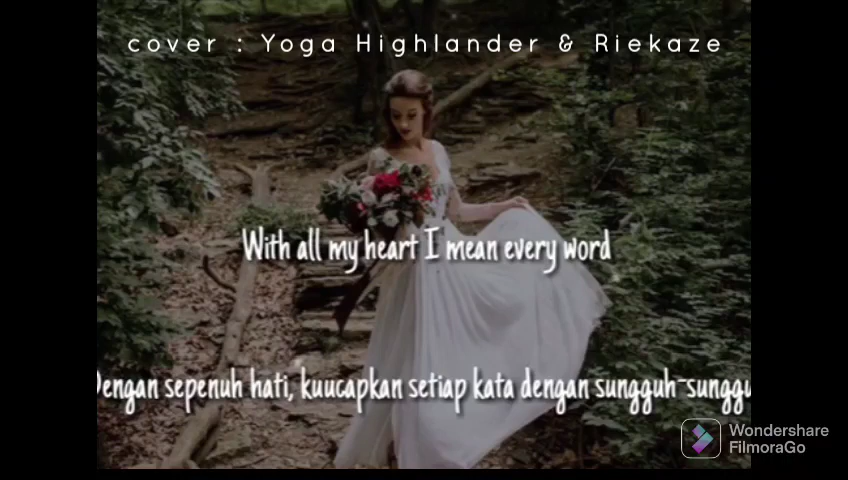 cover : Yoga Highlander & Riekaze
With all my heart I mean every word
Dengan sepenuh hati, kuucapkan setiap kata dengan sungguh-sunggu
Wondershare
FilmoraGo